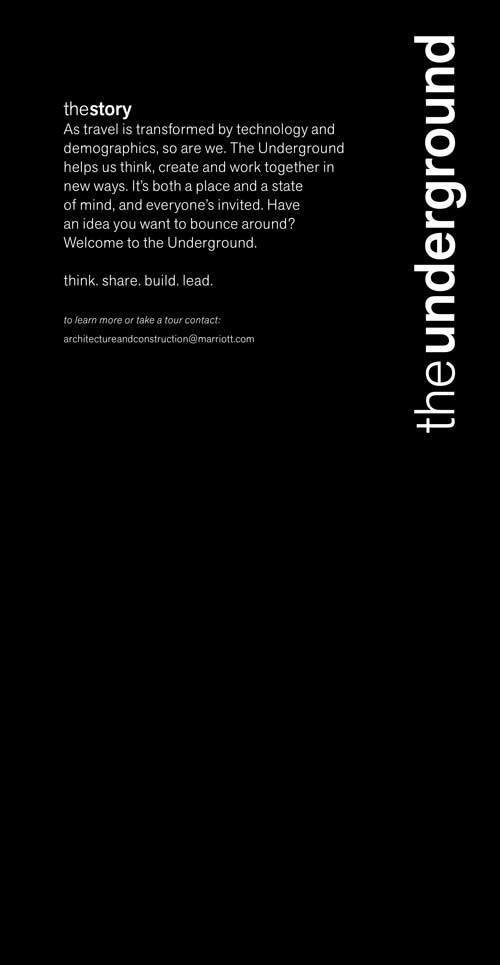 thestory
As travel is transformed by technology and
demographics, so are we. The Underground
helps us think, create and work together in
new ways. It's both a place and a state
of mind, and everyone's invited. Have
an idea you want to bounce around?
Welcome to the Underground.
think. share. build. lead.
to learn more or take a tour contact:
architectureandconstruction@marriott.com
theunderground